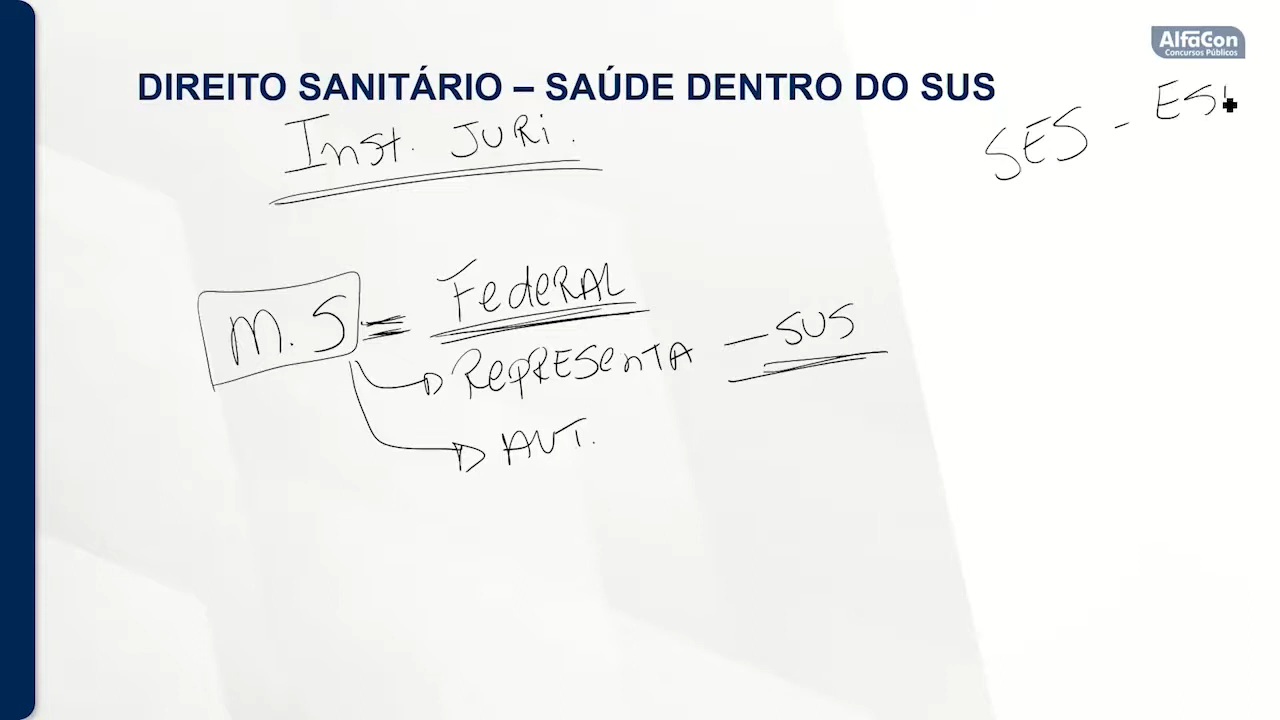 AlfaCon
Concursos Públicos
DIREITO SANITÁRIO – SAÚDE DENTRO DO SUS
Inst. JURi.
SES - ES
M.S = FedeRAL
RepREsenTA – SUS
AUT.